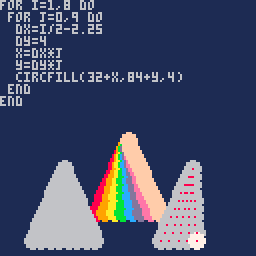 FOR I=1,8 DO
FOR J=0,9 DO
DX=I/2-2.25
DY=4
X=DX*J
Y=DY*J
CIRCFILL(32+X,84+Y,4)
END
END